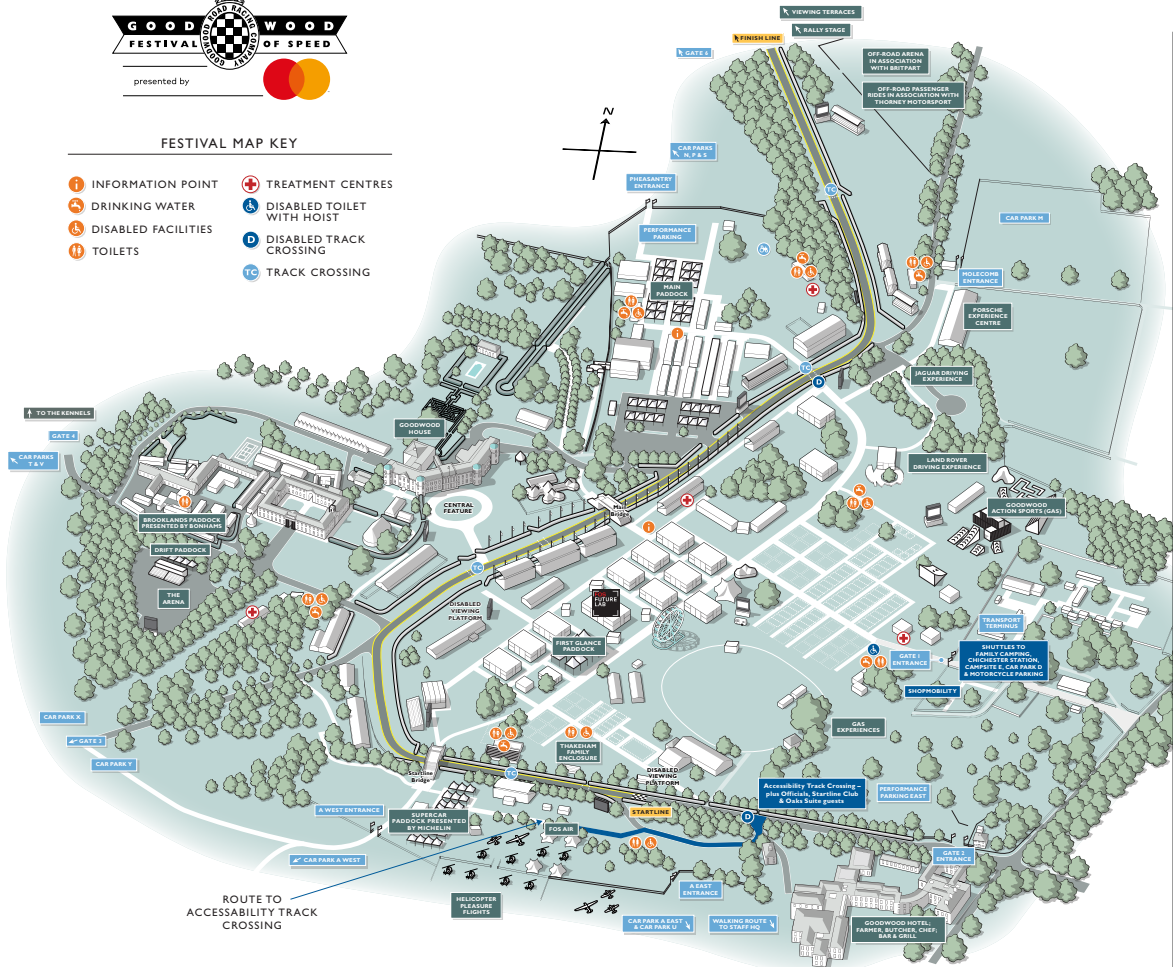 GOOD WOOD
GOODWOOD ROAD RACING COMPANY
FESTIVAL OF SPEED
presented by
FESTIVAL MAP KEY
INFORMATION POINT
DRINKING WATER
DISABLED FACILITIES
TOILETS
TREATMENT CENTRES
DISABLED TOILET
WITH HOIST
D
DISABLED TRACK
CROSSING
TC
TRACK CROSSING
N
VIEWING TERRACES
RALLY STAGE
FINISH LINE
GATE 6
OFF-ROAD ARENA
IN ASSOCIATION
WITH BRITPART
OFF-ROAD PASSENGER
RIDES IN ASSOCIATION WITH
THORNEY MOTORSPORT
CAR PARKS
N, P & S
PHEASANTRY
ENTRANCE
TC
CAR PARK M
PERFORMANCE
PARKING
MOLECOMB
ENTRANCE
MAIN
PADDOCK
PORSCHE
EXPERIENCE
CENTRE
TC
D
JAGUAR DRIVING
EXPERIENCE
TO THE KENNELS
GATE 4
CAR PARKS
T & V
GOODWOOD
HOUSE
LAND ROVER
DRIVING EXPERIENCE
CENTRAL
FEATURE
Main
Bridge
GOODWOOD
ACTION SPORTS (GAS)
BROOKLANDS PADDOCK
PRESENTED BY BONHAMS
DRIFT PADDOCK
THE
ARENA
TC
DISABLED
VIEWING
PLATFORM
FUTURE
LAB
FIRST GLANCE
PADDOCK
TRANSPORT
TERMINUS
GATE 1
ENTRANCE
SHUTTLES TO
FAMILY CAMPING,
CHICHESTER STATION,
CAMPSITE E, CAR PARK D
& MOTORCYCLE PARKING
SHOPMOBILITY
CAR PARK X
GATE 3
CAR PARK Y
GAS
EXPERIENCES
THAKEHAM
FAMILY
ENCLOSURE
Startline
Bridge
TC
DISABLED
VIEWING
PLATFORM
Accessibility Track Crossing –
plus Officials, Startline Club
& Oaks Suite guests
PERFORMANCE
PARKING EAST
A WEST ENTRANCE
SUPERCAR
PADDOCK PRESENTED
BY MICHELIN
STARTLINE
D
FOS AIR
CAR PARK A WEST
GATE 2
ENTRANCE
A EAST
ENTRANCE
ROUTE TO
ACCESSABILITY TRACK
CROSSING
HELICOPTER
PLEASURE
FLIGHTS
CAR PARK A EAST
& CAR PARK U
WALKING ROUTE
TO STAFF HQ
GOODWOOD HOTEL;
FARMER, BUTCHER, CHEF;
BAR & GRILL